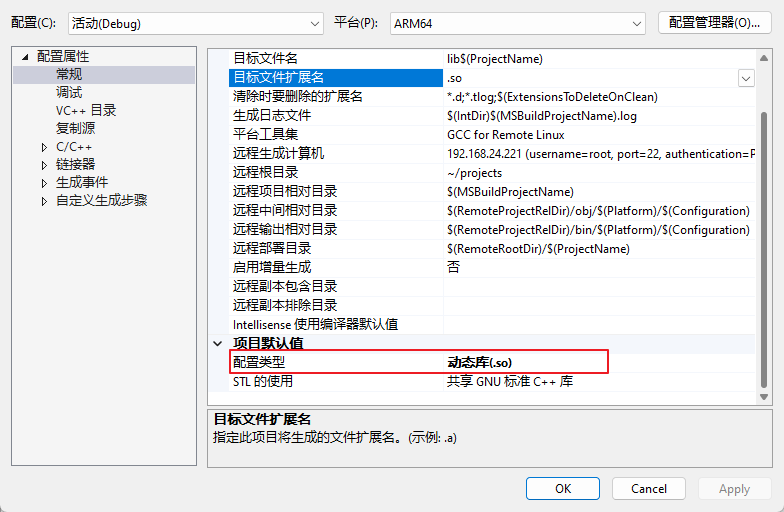 配置(C): 活动(Debug) 平台(P): ARM64 配置管理器(O)...
配置属性
常规
调试
VC++ 目录
复制源
C/C++
链接器
生成事件
自定义生成步骤
目标文件名 lib$(ProjectName)
目标文件扩展名 .so
清除时要删除的扩展名 *.d;*.tlog;$(ExtensionsToDeleteOnClean)
生成日志文件 $(IntDir)$(MSBuildProjectName).log
平台工具集 GCC for Remote Linux
远程生成计算机 192.168.24.221 (username=root, port=22, authentication=P
远程根目录 ~/projects
远程项目相对目录 $(MSBuildProjectName)
远程中间相对目录 $(RemoteProjectRelDir)/obj/$(Platform)/$(Configuration)
远程输出相对目录 $(RemoteProjectRelDir)/bin/$(Platform)/$(Configuration)
远程部署目录 $(RemoteRootDir)/$(ProjectName)
启用增量生成 否
远程副本包含目录
远程副本排除目录
Intellisense 使用编译器默认值
项目默认值
配置类型 动态库(.so)
STL 的使用 共享 GNU 标准 C++ 库
目标文件扩展名
指定此项目将生成的文件扩展名。(示例: .a)
OK Cancel Apply